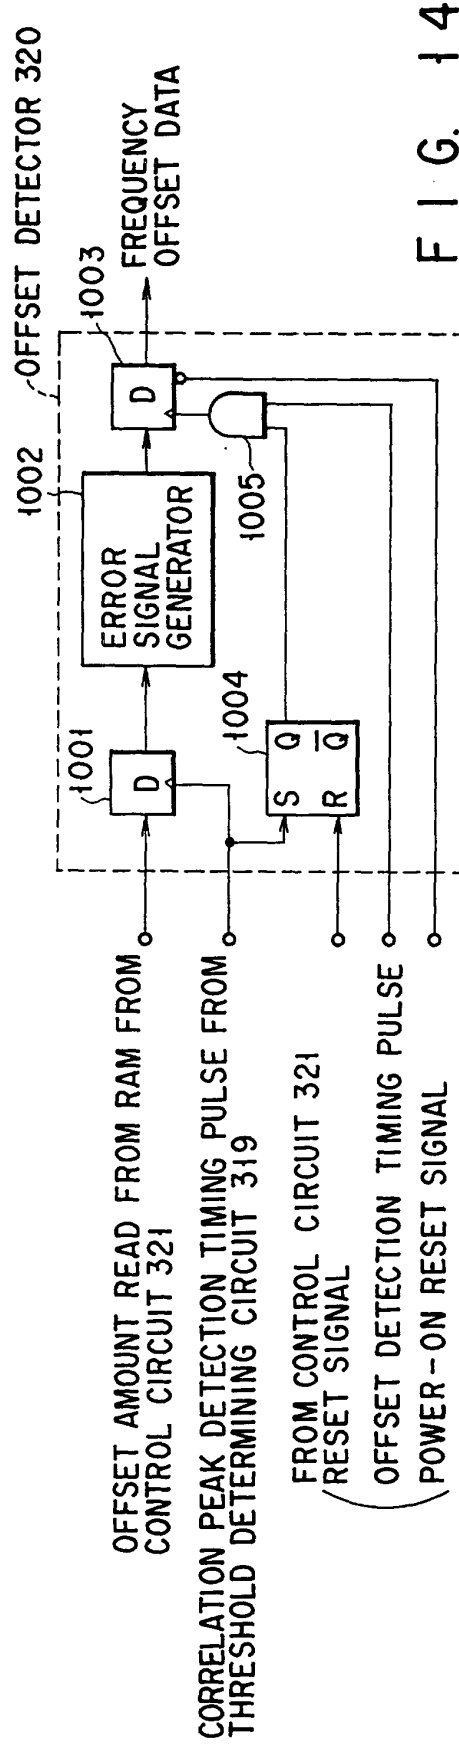 OFFSET DETECTOR 320
1001
1002
1003
D
ERROR
SIGNAL
GENERATOR
D
FREQUENCY
OFFSET DATA
1004
S Q
R Q̅
1005
OFFSET AMOUNT READ FROM RAM FROM
CONTROL CIRCUIT 321
CORRELATION PEAK DETECTION TIMING PULSE FROM
THRESHOLD DETERMINING CIRCUIT 319
FROM CONTROL CIRCUIT 321
RESET SIGNAL
OFFSET DETECTION TIMING PULSE
POWER-ON RESET SIGNAL
FIG. 14